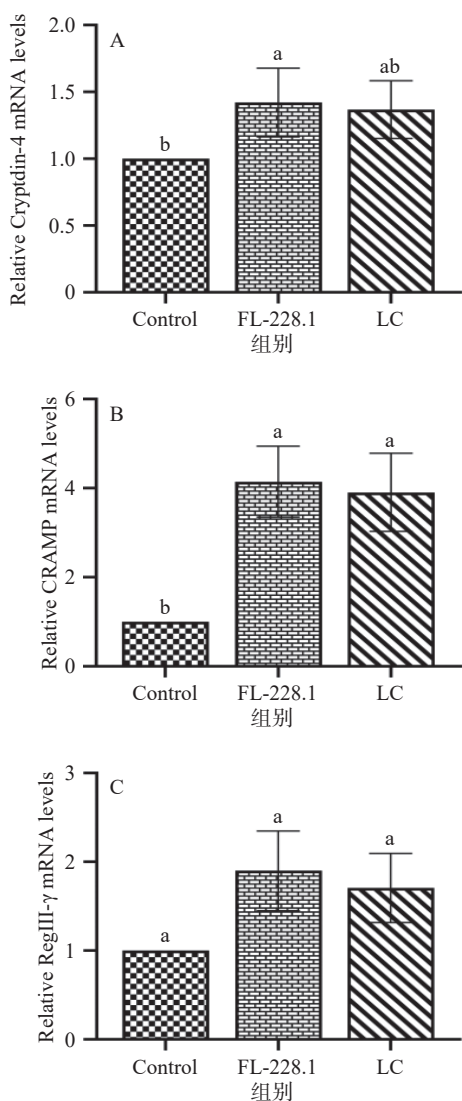 A
Relative Cryptdin-4 mRNA levels
2.0
1.5
1.0
0.5
0
b
a
ab
Control FL-228.1 LC
组别
B
Relative CRAMP mRNA levels
6
4
2
0
b
a
a
Control FL-228.1 LC
组别
C
Relative RegIII-γ mRNA levels
3
2
1
0
a
a
a
Control FL-228.1 LC
组别